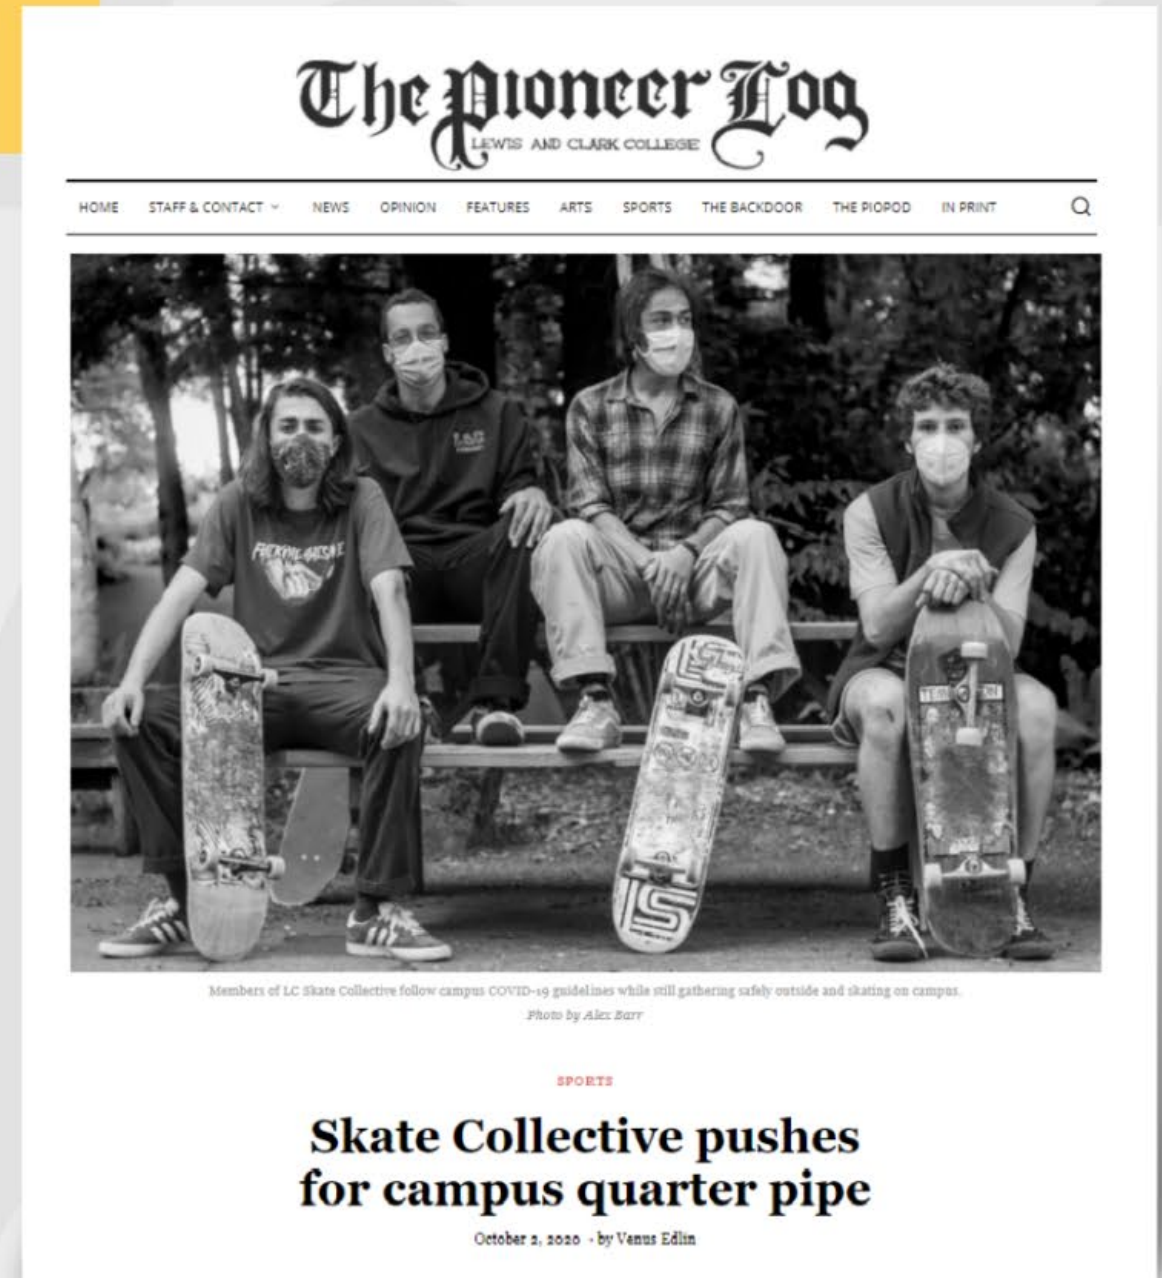 The Pioneer Log
LEWIS AND CLARK COLLEGE
HOME STAFF & CONTACT NEWS OPINION FEATURES ARTS SPORTS THE BACKDOOR THE PIOPOD IN PRINT
TEN ON
Members of LC Skate Collective follow campus COVID-19 guidelines while still gathering safely outside and skating on campus.
Photo by Alex Barr
SPORTS
Skate Collective pushes
for campus quarter pipe
October 2, 2020 - by Venus Edlin